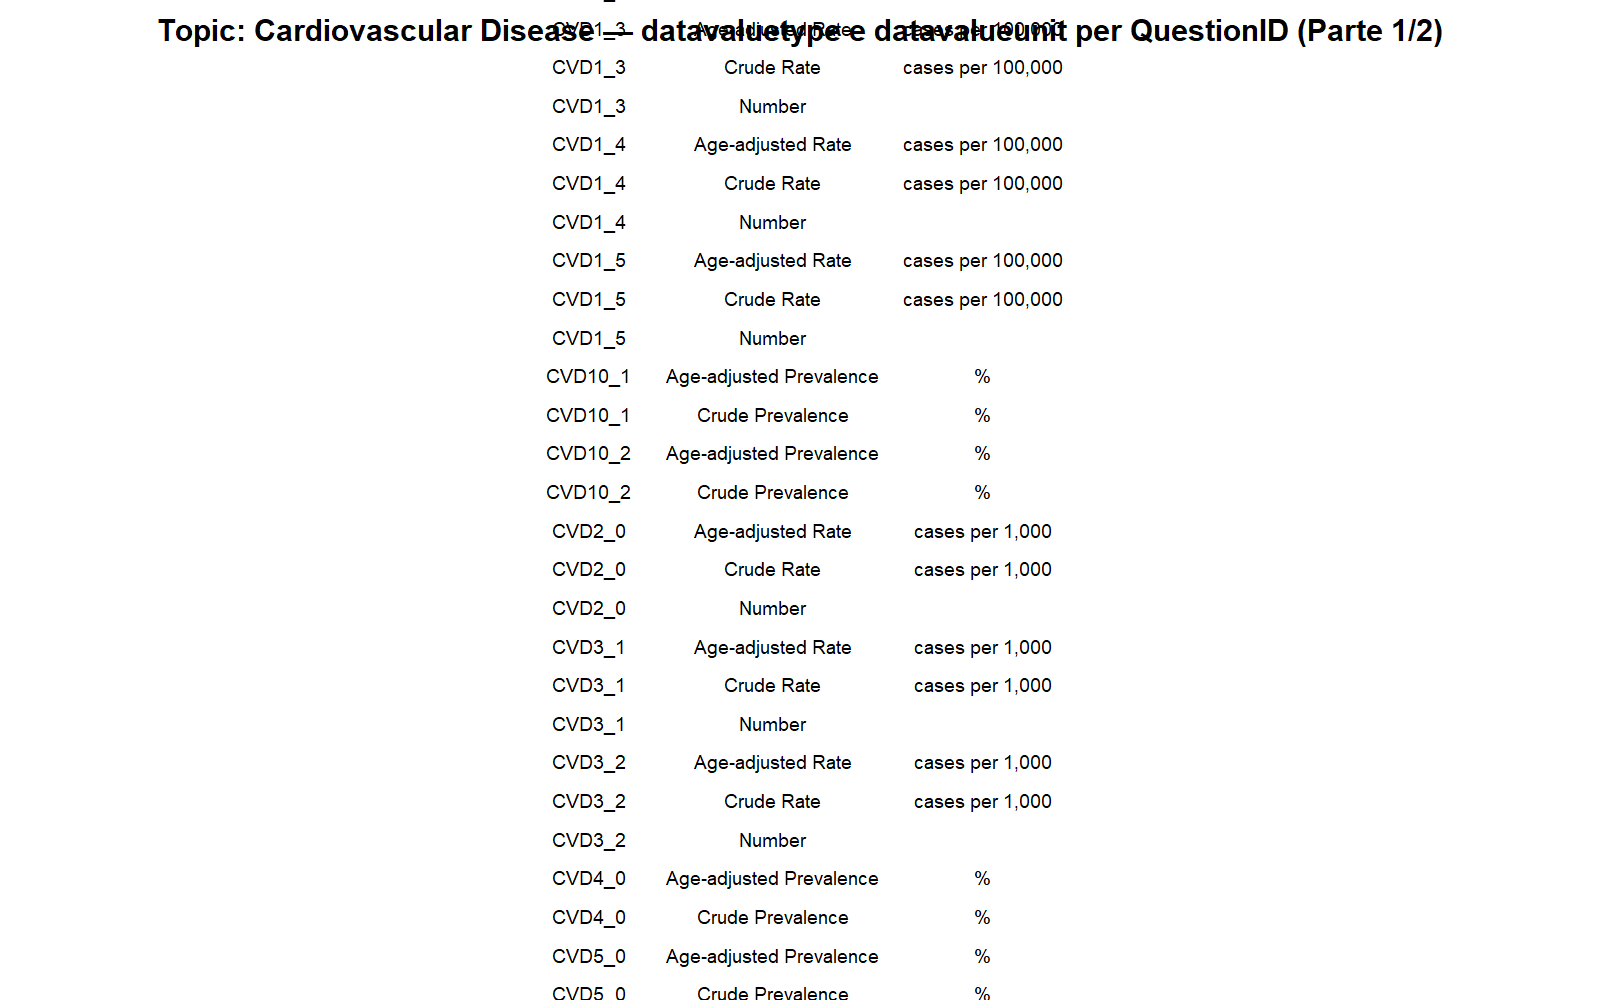 Topic: Cardiovascular Disease — datavaluetype e datavalueunit per QuestionID (Parte 1/2)
CVD1_3 Age-adjusted Rate cases per 100,000
CVD1_3 Crude Rate cases per 100,000
CVD1_3 Number
CVD1_4 Age-adjusted Rate cases per 100,000
CVD1_4 Crude Rate cases per 100,000
CVD1_4 Number
CVD1_5 Age-adjusted Rate cases per 100,000
CVD1_5 Crude Rate cases per 100,000
CVD1_5 Number
CVD10_1 Age-adjusted Prevalence %
CVD10_1 Crude Prevalence %
CVD10_2 Age-adjusted Prevalence %
CVD10_2 Crude Prevalence %
CVD2_0 Age-adjusted Rate cases per 1,000
CVD2_0 Crude Rate cases per 1,000
CVD2_0 Number
CVD3_1 Age-adjusted Rate cases per 1,000
CVD3_1 Crude Rate cases per 1,000
CVD3_1 Number
CVD3_2 Age-adjusted Rate cases per 1,000
CVD3_2 Crude Rate cases per 1,000
CVD3_2 Number
CVD4_0 Age-adjusted Prevalence %
CVD4_0 Crude Prevalence %
CVD5_0 Age-adjusted Prevalence %
CVD5_0 Crude Prevalence %